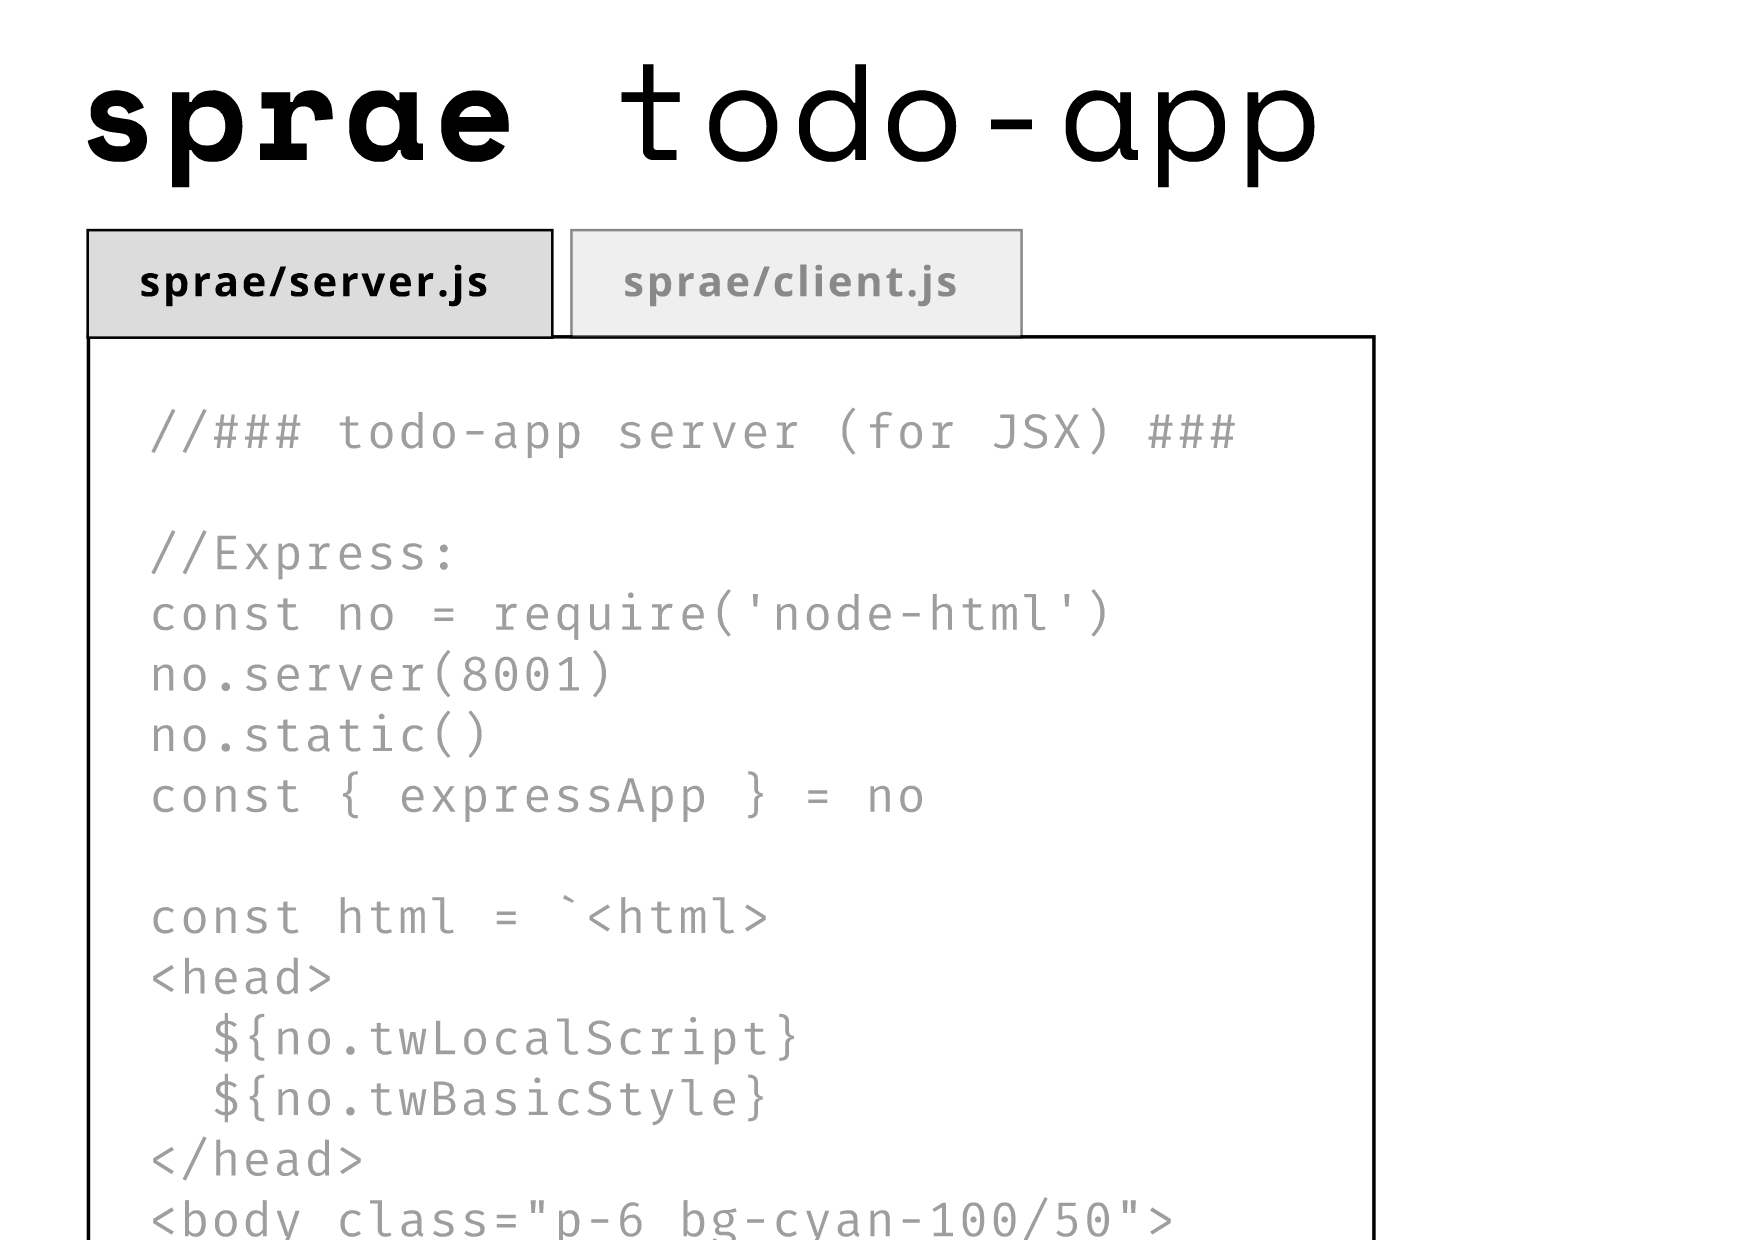 sprae todo-app
sprae/server.js sprae/client.js
//### todo-app server (for JSX) ###
//Express:
const no = require('node-html')
no.server(8001)
no.static()
const { expressApp } = no
const html = `<html>
<head>
  ${no.twLocalScript}
  ${no.twBasicStyle}
</head>
<body class="p-6 bg-cyan-100/50">